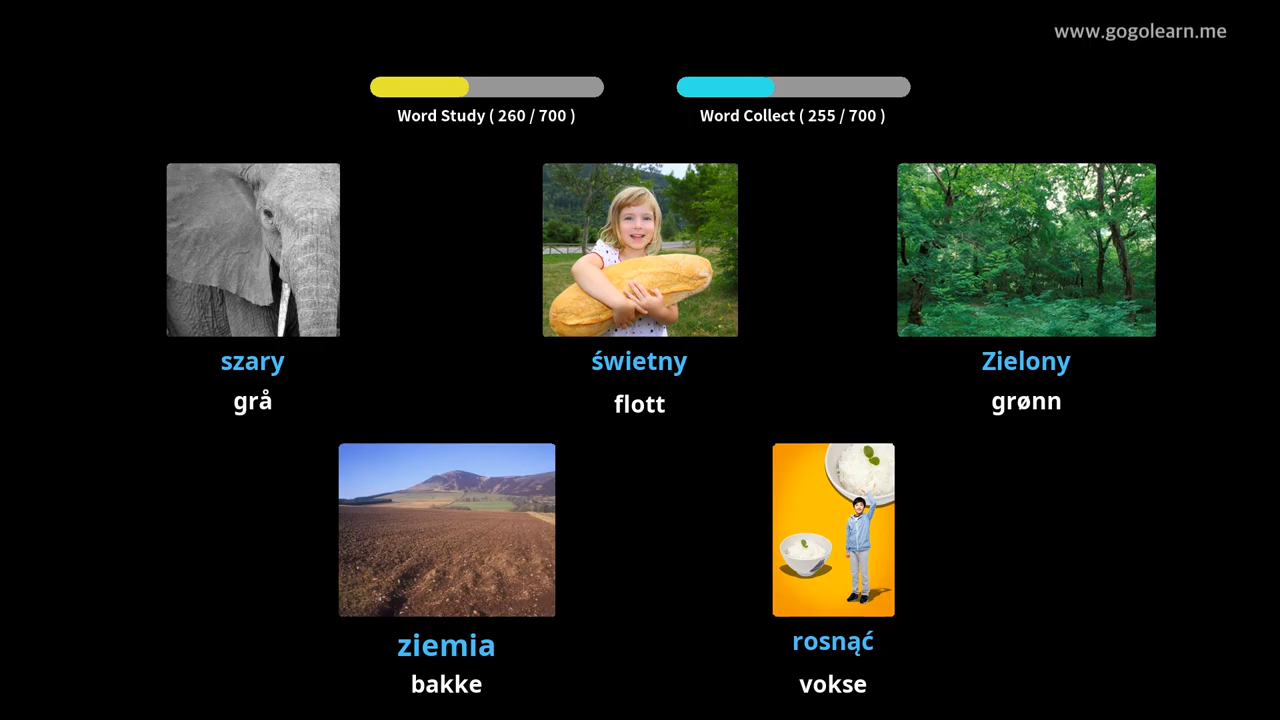 www.gogolearn.me
Word Study ( 260 / 700 )
Word Collect ( 255 / 700 )
szary
świetny
Zielony
grå
flott
grønn
ziemia
rosnąć
bakke
vokse